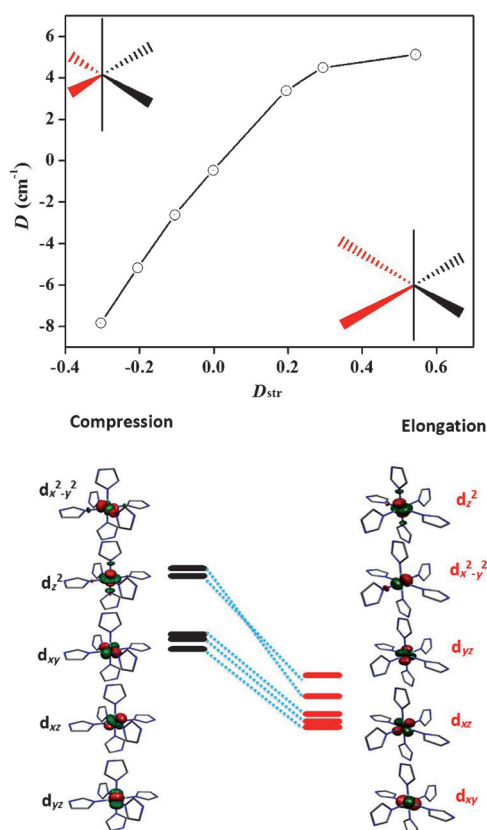 6
4
2
0
-2
-4
-6
-8
D (cm⁻¹)
-0.4 -0.2 0.0 0.2 0.4 0.6
Dstr
Compression Elongation
dx²-y²
dz²
dxy
dxz
dyz
dz²
dx²-y²
dyz
dxz
dxy